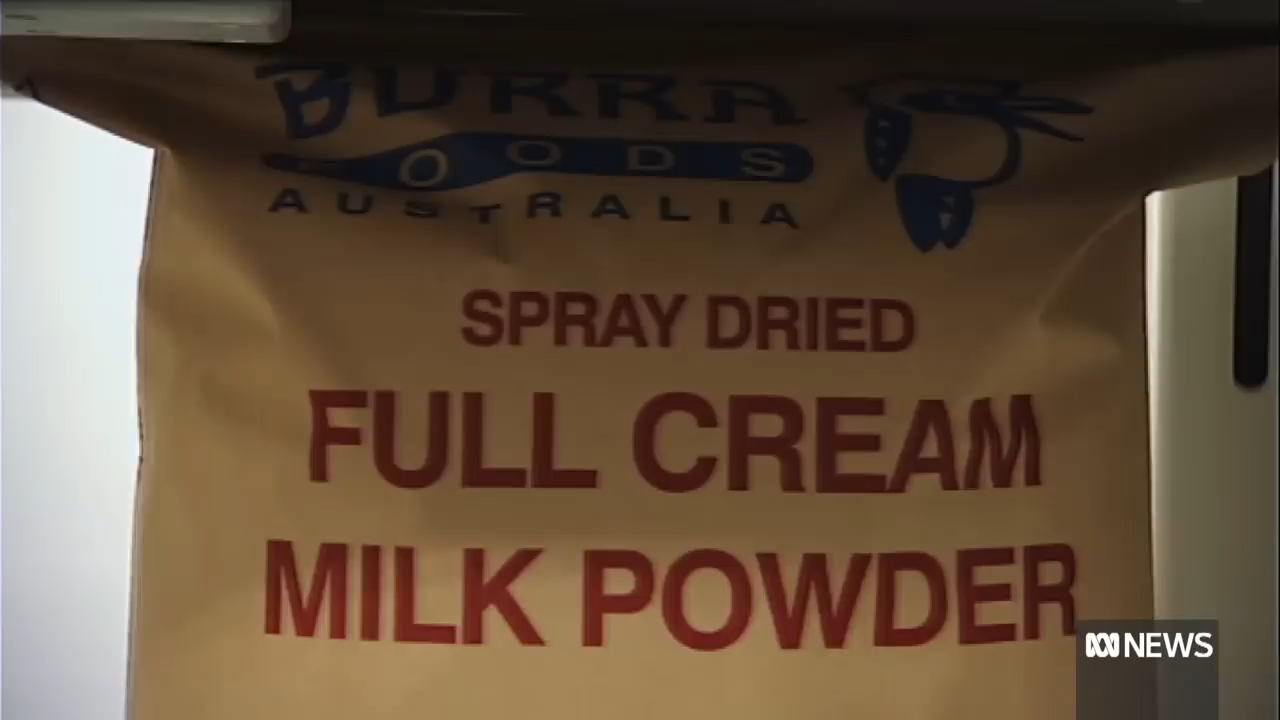 BURRA
FOODS
AUSTRALIA
SPRAY DRIED
FULL CREAM
MILK POWDER
NEWS